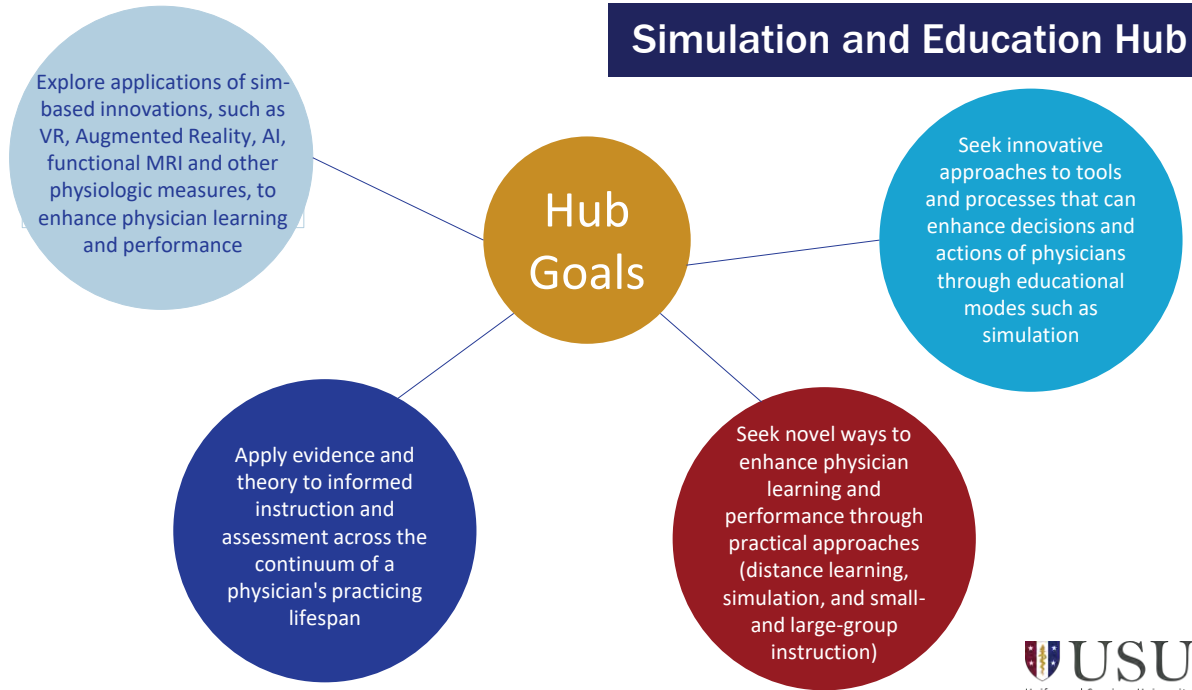 Simulation and Education Hub
Explore applications of sim-
based innovations, such as
VR, Augmented Reality, AI,
functional MRI and other
physiologic measures, to
enhance physician learning
and performance
Hub
Goals
Seek innovative
approaches to tools
and processes that can
enhance decisions and
actions of physicians
through educational
modes such as
simulation
Apply evidence and
theory to informed
instruction and
assessment across the
continuum of a
physician's practicing
lifespan
Seek novel ways to
enhance physician
learning and
performance through
practical approaches
(distance learning,
simulation, and small-
and large-group
instruction)
USU